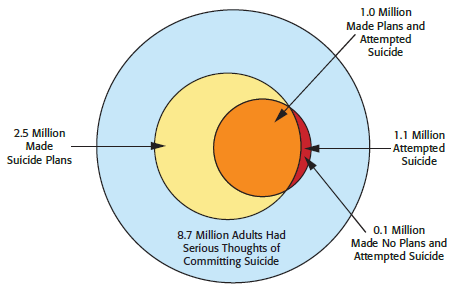 1.0 Million
Made Plans and
Attempted
Suicide
2.5 Million
Made
Suicide Plans
1.1 Million
Attempted
Suicide
8.7 Million Adults Had
Serious Thoughts of
Committing Suicide
0.1 Million
Made No Plans and
Attempted Suicide